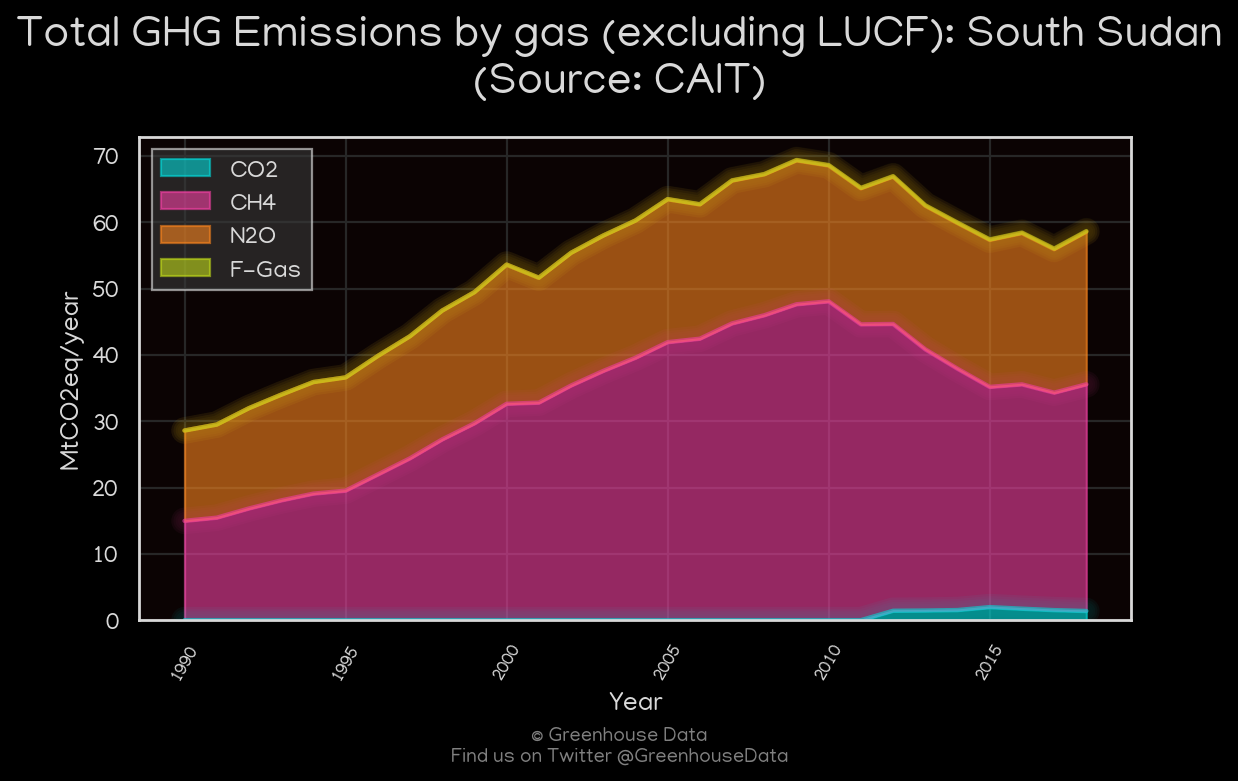 Total GHG Emissions by gas (excluding LUCF): South Sudan
(Source: CAIT)
CO2
CH4
N2O
F-Gas
MtCO2eq/year
70
60
50
40
30
20
10
0
1990
1995
2000
2005
2010
2015
Year
© Greenhouse Data
Find us on Twitter @GreenhouseData